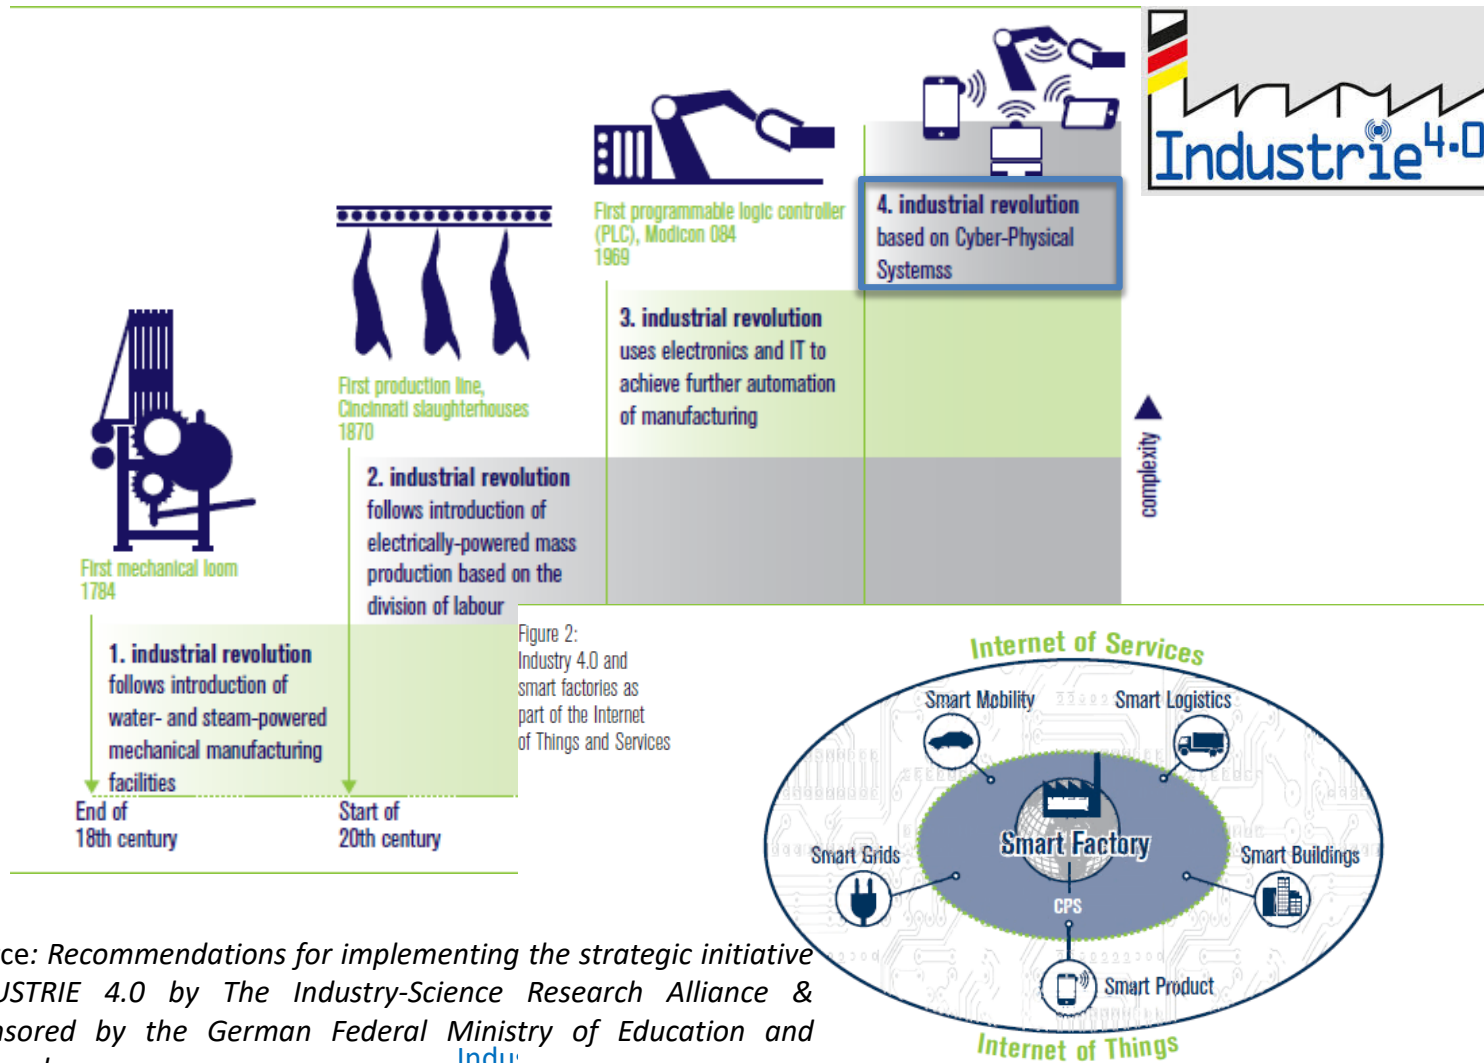 Industrie 4.0
First programmable logic controller
(PLC), Modicon 084
1969
4. industrial revolution
based on Cyber-Physical
Systemss
3. industrial revolution
uses electronics and IT to
achieve further automation
of manufacturing
First production line,
Cincinnati slaughterhouses
1870
complexity
2. industrial revolution
follows introduction of
electrically-powered mass
production based on the
division of labour
First mechanical loom
1784
1. industrial revolution
follows introduction of
water- and steam-powered
mechanical manufacturing
facilities
End of
18th century
Start of
20th century
Figure 2:
Industry 4.0 and
smart factories as
part of the Internet
of Things and Services
Internet of Services
Smart Mobility
Smart Logistics
Smart Factory
Smart Grids
Smart Buildings
CPS
Smart Product
Internet of Things
ce: Recommendations for implementing the strategic initiative
USTRIE 4.0 by The Industry-Science Research Alliance &
nsored by the German Federal Ministry of Education and
Indus